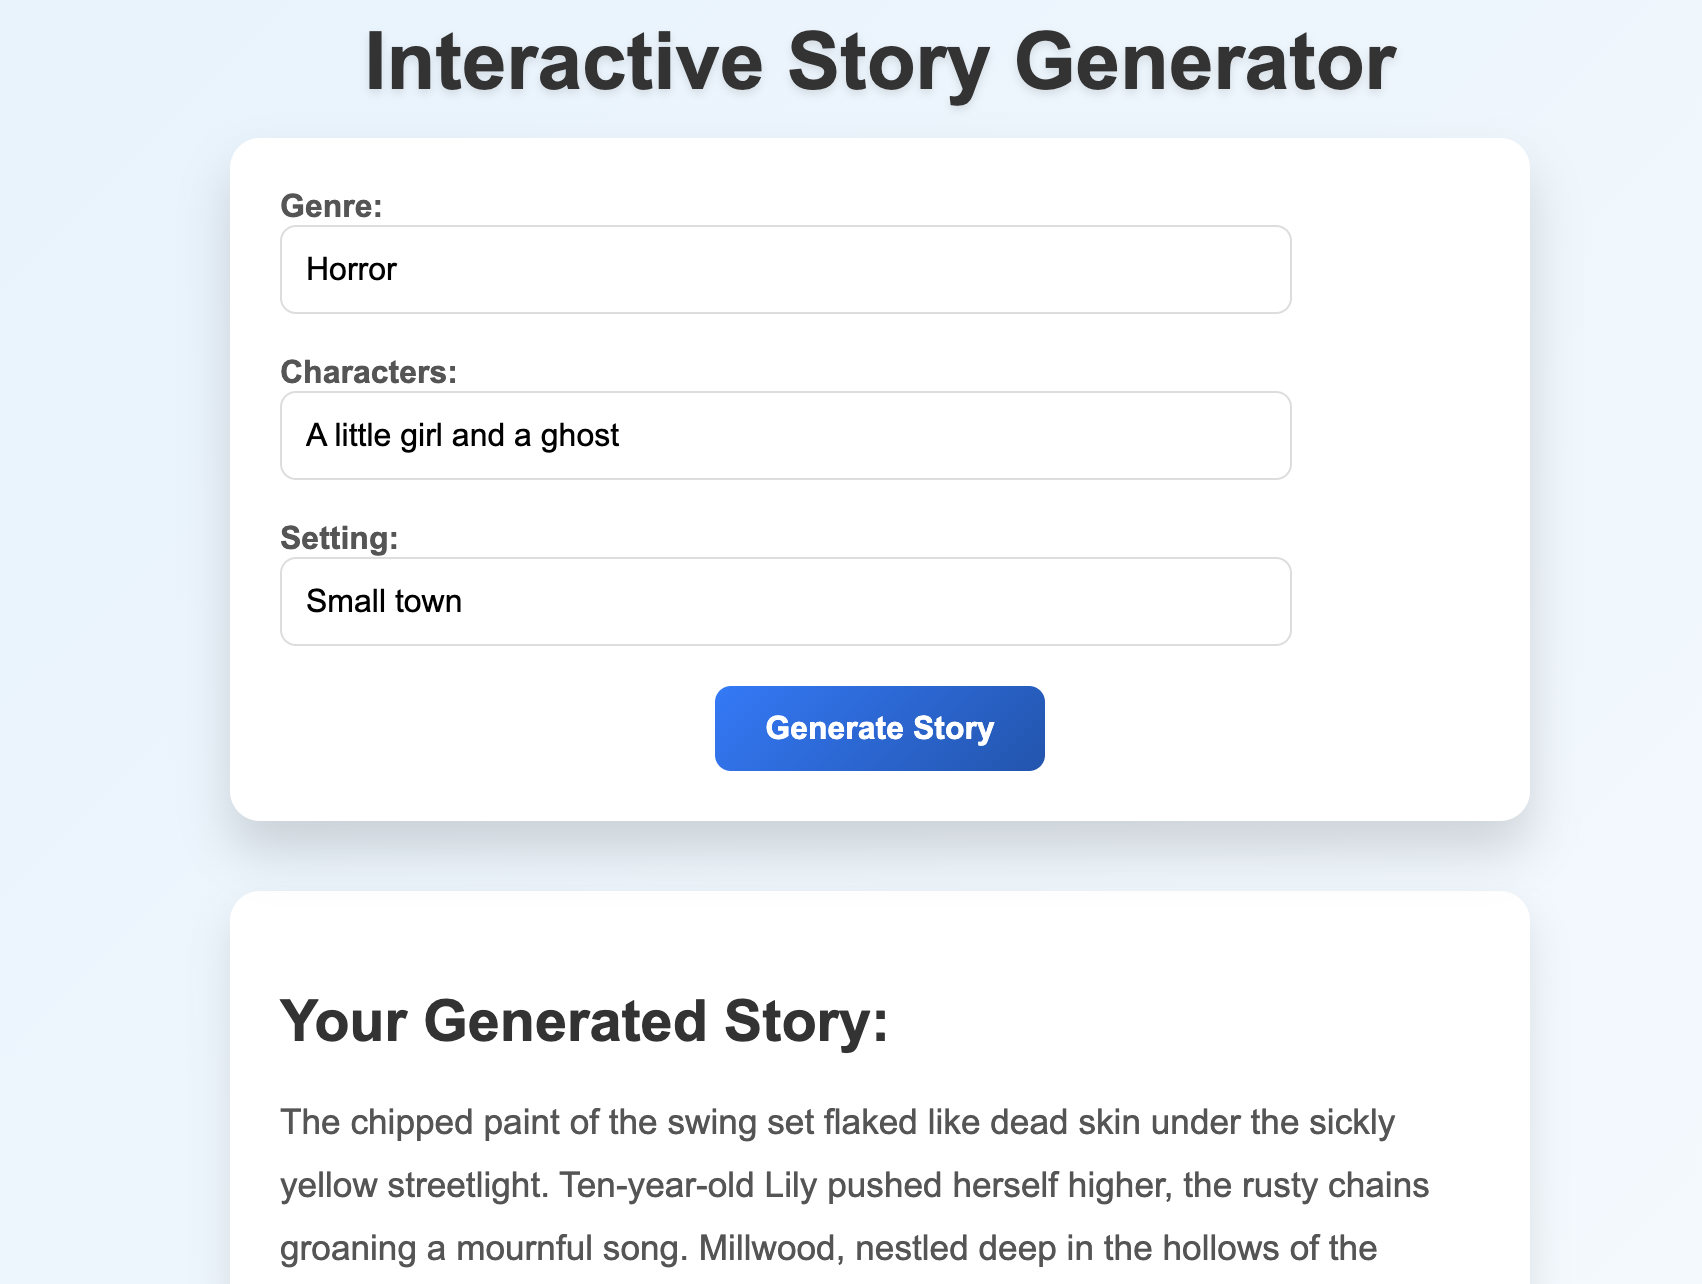 Interactive Story Generator
Genre:
Horror
Characters:
A little girl and a ghost
Setting:
Small town
Generate Story
Your Generated Story:
The chipped paint of the swing set flaked like dead skin under the sickly
yellow streetlight. Ten-year-old Lily pushed herself higher, the rusty chains
groaning a mournful song. Millwood, nestled deep in the hollows of the